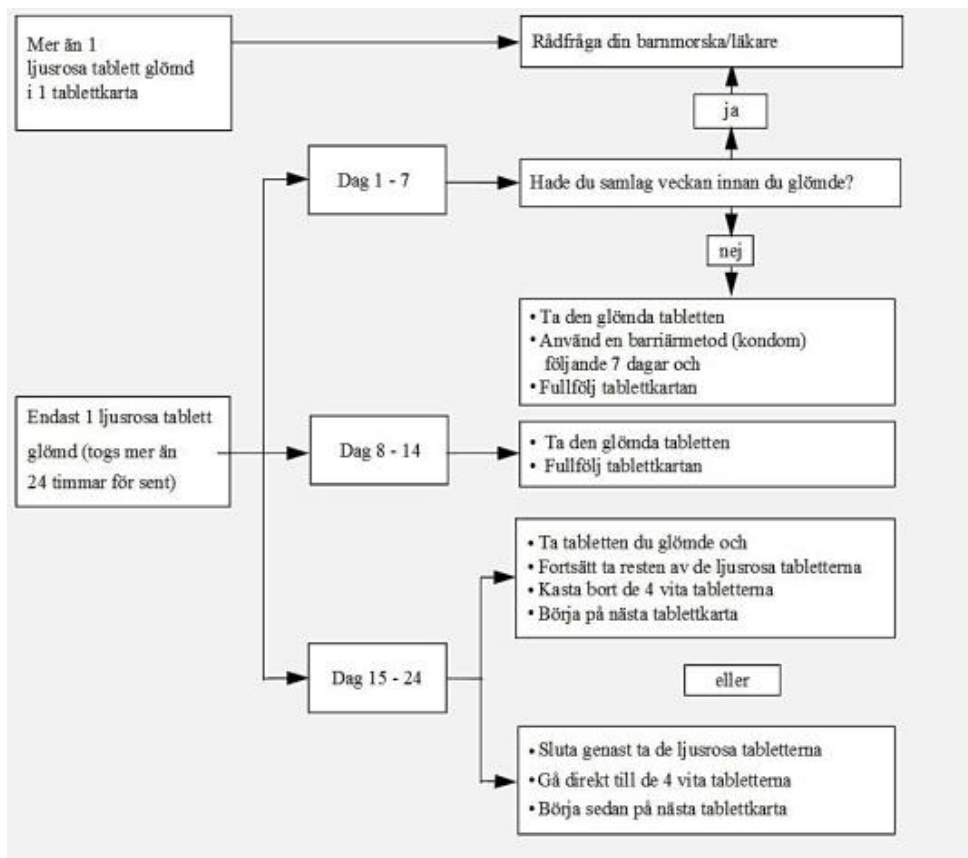 Mer än 1
ljusrosa tablett glömd
i 1 tablettkarta
Rådfråga din barnmorska/läkare
ja
Dag 1 - 7
Hade du samlag veckan innan du glömde?
nej
• Ta den glömda tabletten
• Använd en barriärmetod (kondom)
följande 7 dagar och
• Fullfölj tablettkartan
Endast 1 ljusrosa tablett
glömd (togs mer än
24 timmar för sent)
Dag 8 - 14
• Ta den glömda tabletten
• Fullfölj tablettkartan
• Ta tabletten du glömde och
• Fortsätt ta resten av de ljusrosa tabletterna
• Kasta bort de 4 vita tabletterna
• Börja på nästa tablettkarta
Dag 15 - 24
eller
• Sluta genast ta de ljusrosa tabletterna
• Gå direkt till de 4 vita tabletterna
• Börja sedan på nästa tablettkarta